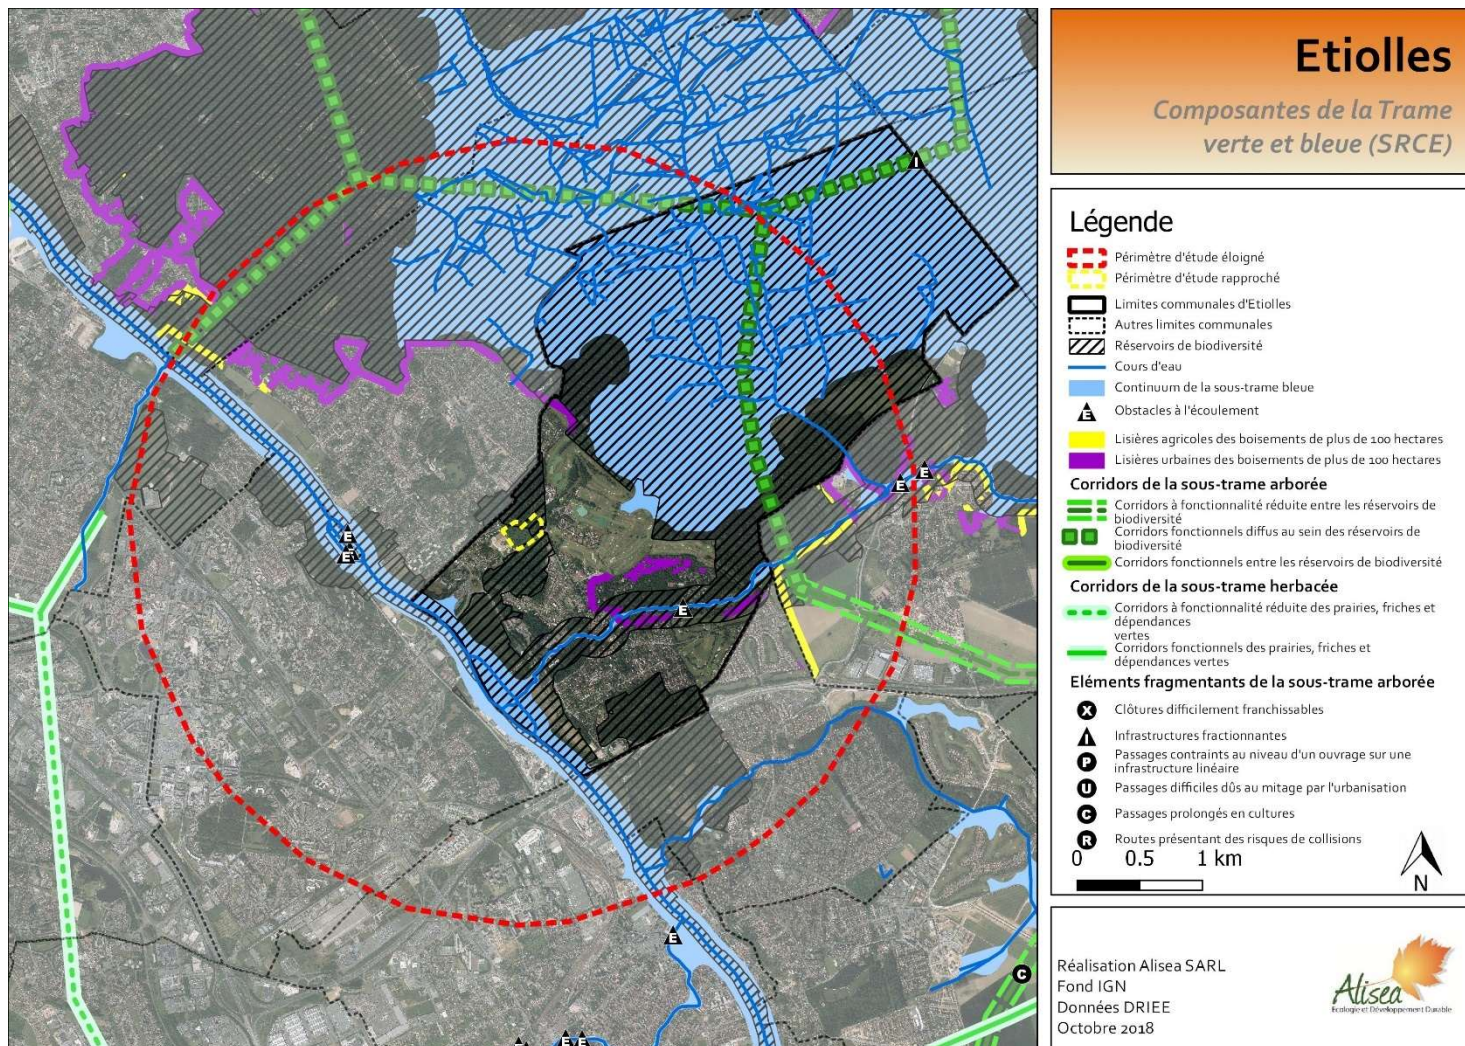 Etiolles
Composantes de la Trame
verte et bleue (SRCE)
Légende
Périmètre d'étude éloigné
Périmètre d'étude rapproché
Limites communales d'Etiolles
Autres limites communales
Réservoirs de biodiversité
Cours d'eau
Continuum de la sous-trame bleue
E Obstacles à l'écoulement
Lisières agricoles des boisements de plus de 100 hectares
Lisières urbaines des boisements de plus de 100 hectares
Corridors de la sous-trame arborée
Corridors à fonctionnalité réduite entre les réservoirs de
biodiversité
Corridors fonctionnels diffus au sein des réservoirs de
biodiversité
Corridors fonctionnels entre les réservoirs de biodiversité
Corridors de la sous-trame herbacée
Corridors à fonctionnalité réduite des prairies, friches et
dépendances
vertes
Corridors fonctionnels des prairies, friches et
dépendances vertes
Eléments fragmentants de la sous-trame arborée
X Clôtures difficilement franchissables
I Infrastructures fractionnantes
P Passages contraints au niveau d'un ouvrage sur une
infrastructure linéaire
U Passages difficiles dûs au mitage par l'urbanisation
C Passages prolongés en cultures
R Routes présentant des risques de collisions
0 0.5 1 km
N
Réalisation Alisea SARL
Fond IGN
Données DRIEE
Octobre 2018
Alisea
Ecologie et Développement Durable
I
E
E
E
E
E
E
C
E
E